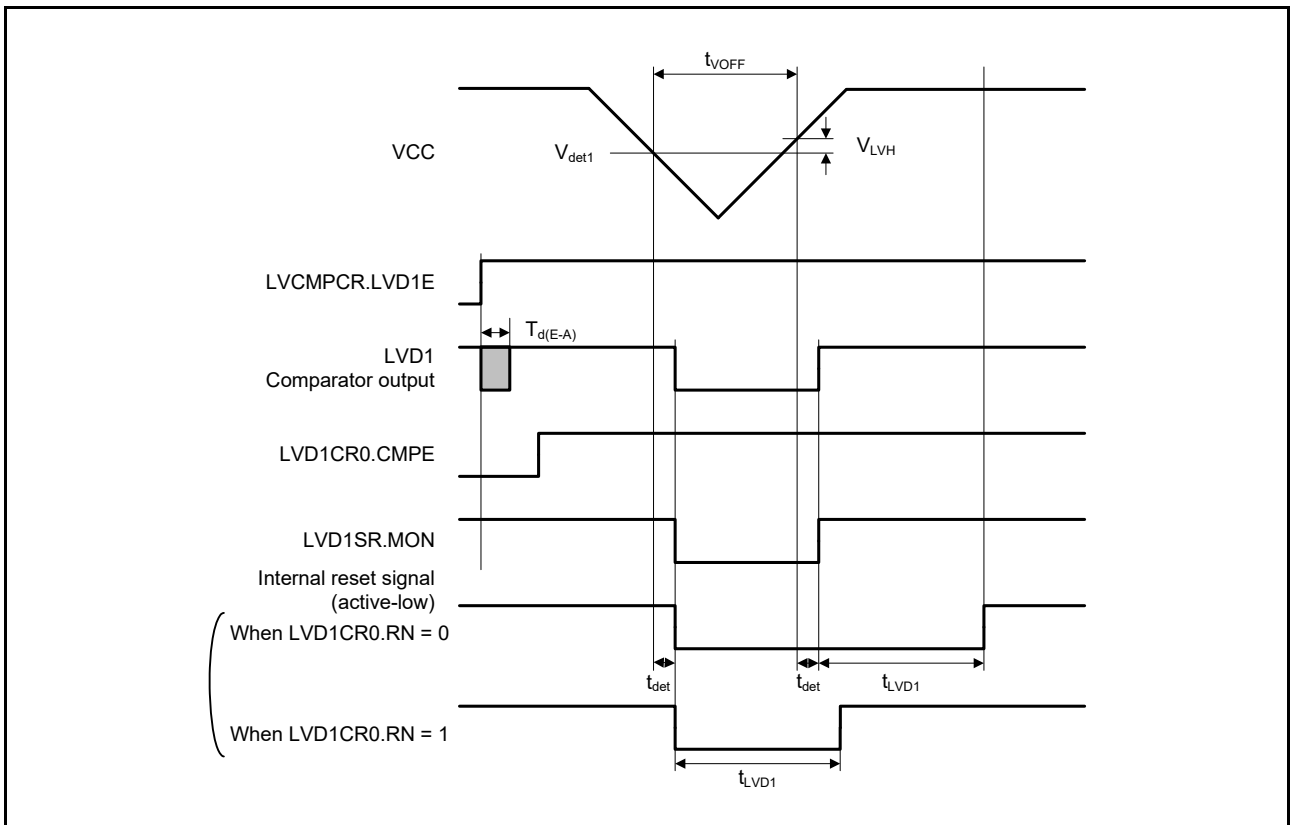 tVOFF
VCC
Vdet1
VLVH
LVCMPCR.LVD1E
Td(E-A)
LVD1
Comparator output
LVD1CR0.CMPE
LVD1SR.MON
Internal reset signal
(active-low)
When LVD1CR0.RN = 0
tdet
tdet
tLVD1
When LVD1CR0.RN = 1
tLVD1